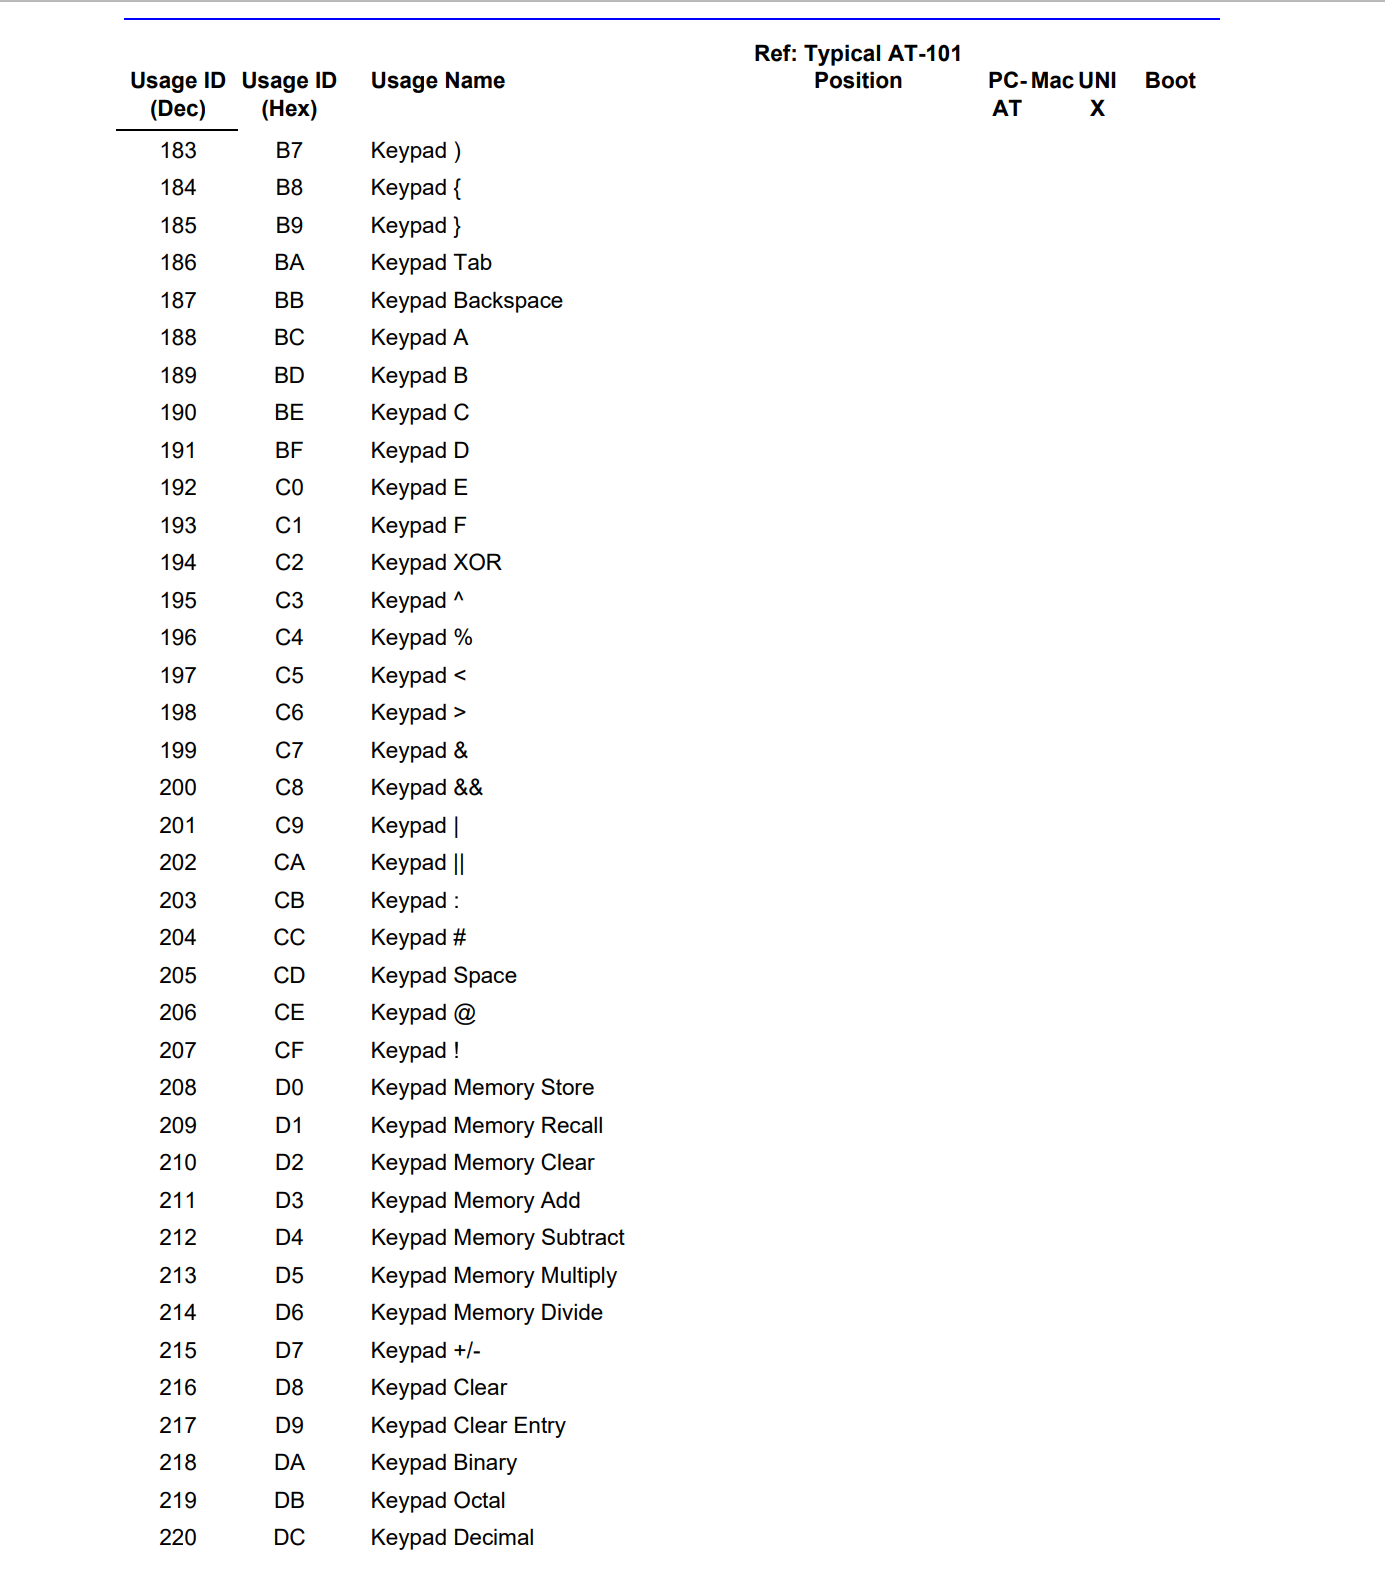 Ref: Typical AT-101
Usage ID Usage ID Usage Name Position PC- Mac UNI Boot
(Dec) (Hex) AT X
183 B7 Keypad )
184 B8 Keypad {
185 B9 Keypad }
186 BA Keypad Tab
187 BB Keypad Backspace
188 BC Keypad A
189 BD Keypad B
190 BE Keypad C
191 BF Keypad D
192 C0 Keypad E
193 C1 Keypad F
194 C2 Keypad XOR
195 C3 Keypad ^
196 C4 Keypad %
197 C5 Keypad <
198 C6 Keypad >
199 C7 Keypad &
200 C8 Keypad &&
201 C9 Keypad |
202 CA Keypad ||
203 CB Keypad :
204 CC Keypad #
205 CD Keypad Space
206 CE Keypad @
207 CF Keypad !
208 D0 Keypad Memory Store
209 D1 Keypad Memory Recall
210 D2 Keypad Memory Clear
211 D3 Keypad Memory Add
212 D4 Keypad Memory Subtract
213 D5 Keypad Memory Multiply
214 D6 Keypad Memory Divide
215 D7 Keypad +/-
216 D8 Keypad Clear
217 D9 Keypad Clear Entry
218 DA Keypad Binary
219 DB Keypad Octal
220 DC Keypad Decimal